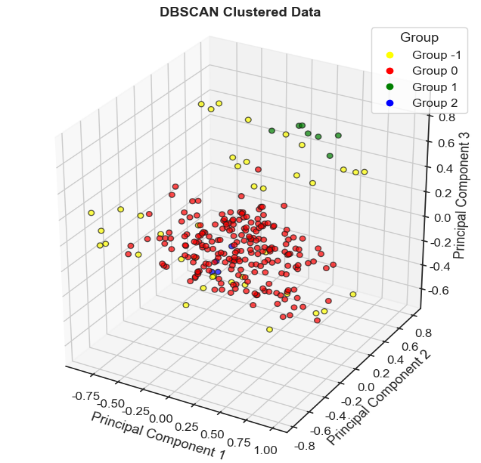 DBSCAN Clustered Data
Group
Group -1
Group 0
Group 1
Group 2
0.8
0.6
0.4
0.2
0.0
-0.2
-0.4
-0.6
Principal Component 3
-0.75
-0.50
-0.25
0.00
0.25
0.50
0.75
1.00
Principal Component 1
-0.8
-0.6
-0.4
-0.2
0.0
0.2
0.4
0.6
0.8
Principal Component 2